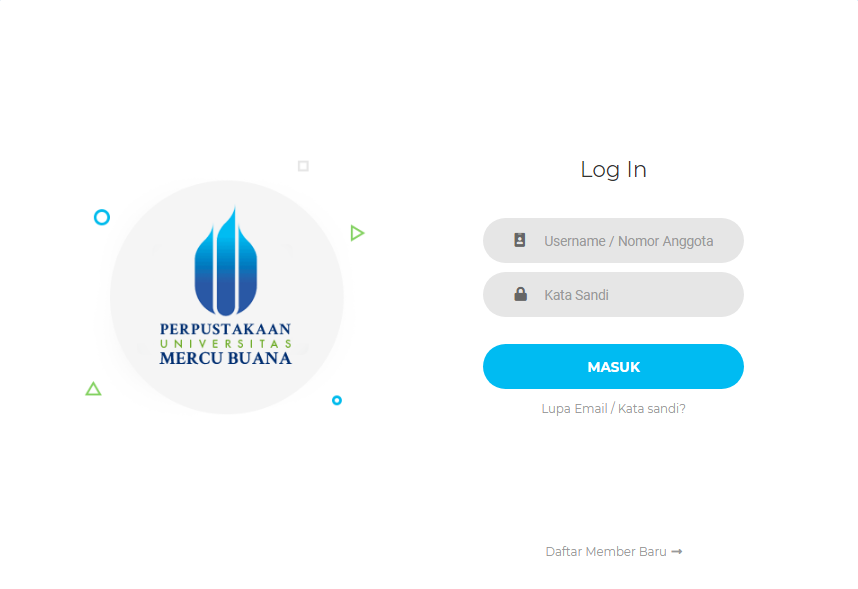 PERPUSTAKAAN
UNIVERSITAS
MERCU BUANA
Log In
Username / Nomor Anggota
Kata Sandi
MASUK
Lupa Email / Kata sandi?
Daftar Member Baru →